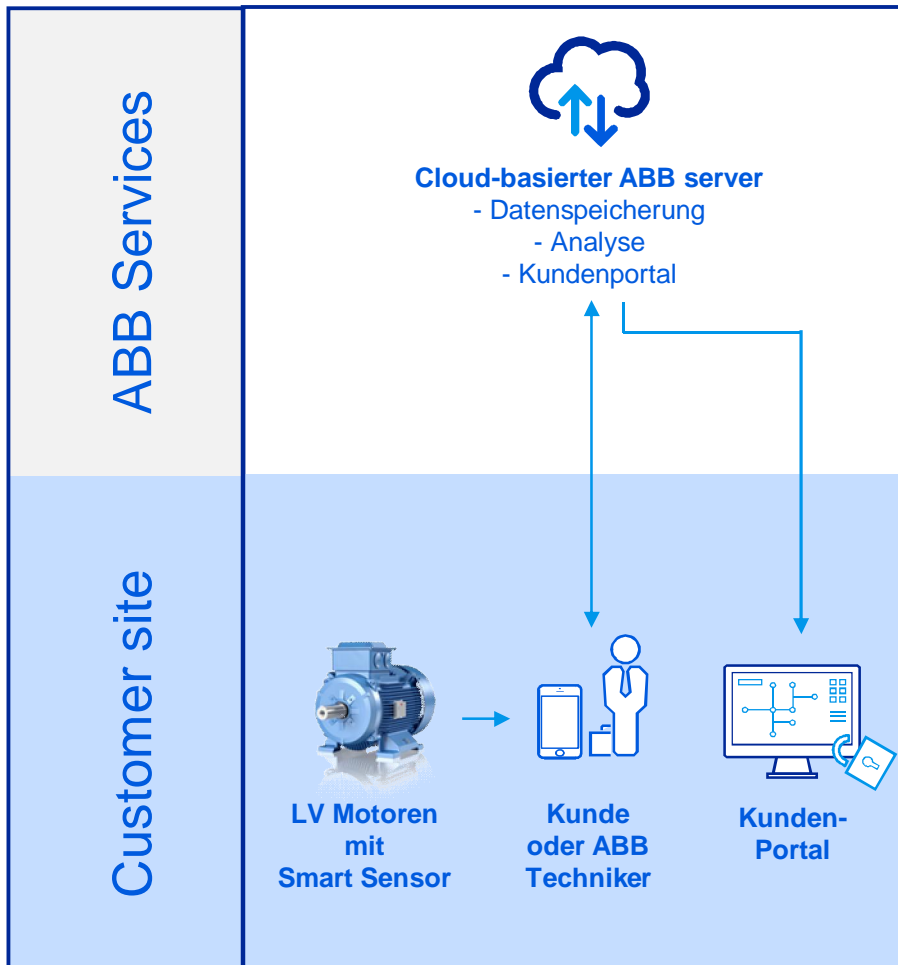 ABB Services
Cloud-basierter ABB server
- Datenspeicherung
- Analyse
- Kundenportal
Customer site
LV Motoren
mit
Smart Sensor
Kunde
oder ABB
Techniker
Kunden-
Portal